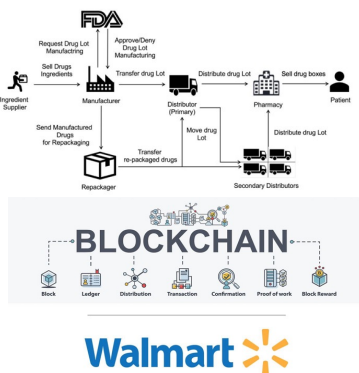 FDA
Request Drug Lot
Manufactring
Approve/Deny
Drug Lot
Manufacturing
Sell Drugs
Ingredients
Transfer drug Lot
Distribute drug Lot
Sell drug boxes
Ingredient
Supplier
Manufacturer
Distributor
(Primary)
Pharmacy
Patient
Send Manufactured
Drugs
for Repackaging
Move drug
Lot
Distribute drug Lot
Transfer
re-packaged drugs
Repackager
Secondary Distributors
BLOCKCHAIN
Block
Ledger
Distribution
Transaction
Confirmation
Proof of work
Block Reward
Walmart